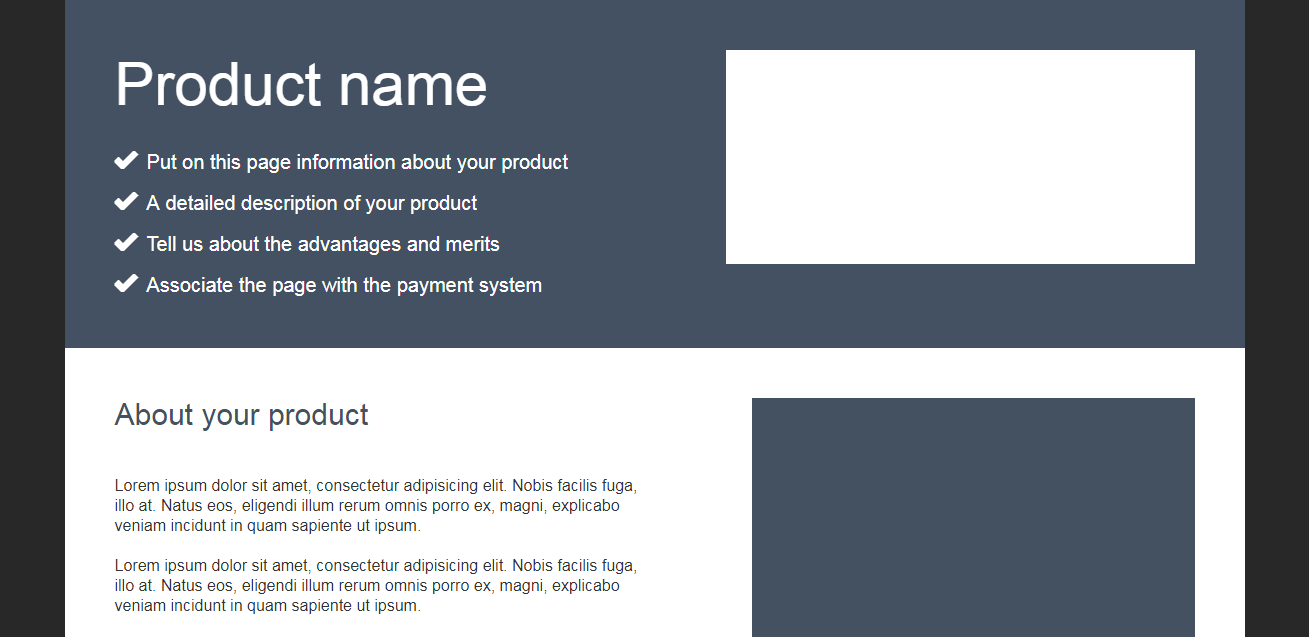 Product name
Put on this page information about your product
A detailed description of your product
Tell us about the advantages and merits
Associate the page with the payment system
About your product
Lorem ipsum dolor sit amet, consectetur adipisicing elit. Nobis facilis fuga,
illo at. Natus eos, eligendi illum rerum omnis porro ex, magni, explicabo
veniam incidunt in quam sapiente ut ipsum.
Lorem ipsum dolor sit amet, consectetur adipisicing elit. Nobis facilis fuga,
illo at. Natus eos, eligendi illum rerum omnis porro ex, magni, explicabo
veniam incidunt in quam sapiente ut ipsum.